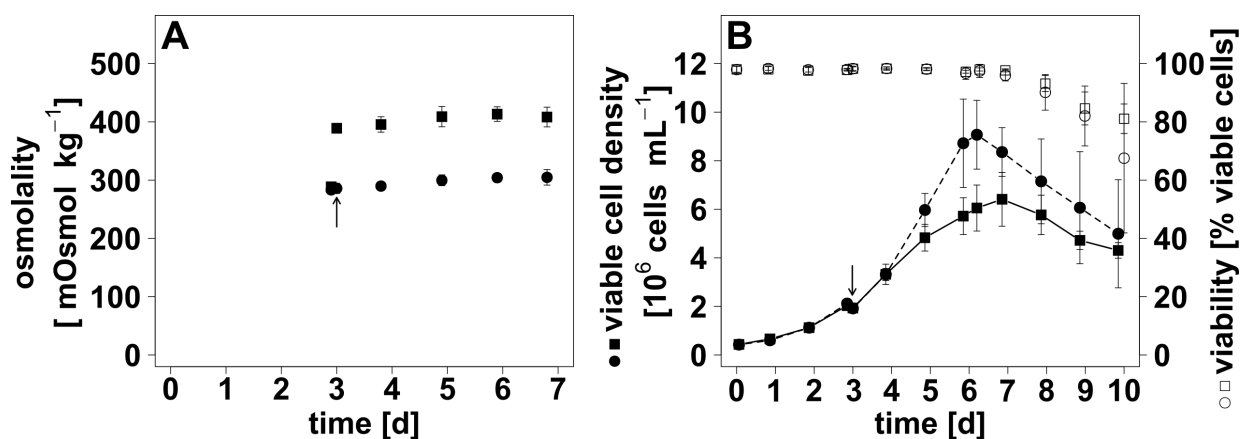 A
osmolality
[ mOsmol kg⁻¹]
500
400
300
200
100
0
0 1 2 3 4 5 6 7
time [d]
B
●■ viable cell density
[10⁶ cells mL⁻¹]
12
10
8
6
4
2
0
0 1 2 3 4 5 6 7 8 9 10
time [d]
100
80
60
40
20
0
○□ viability [% viable cells]